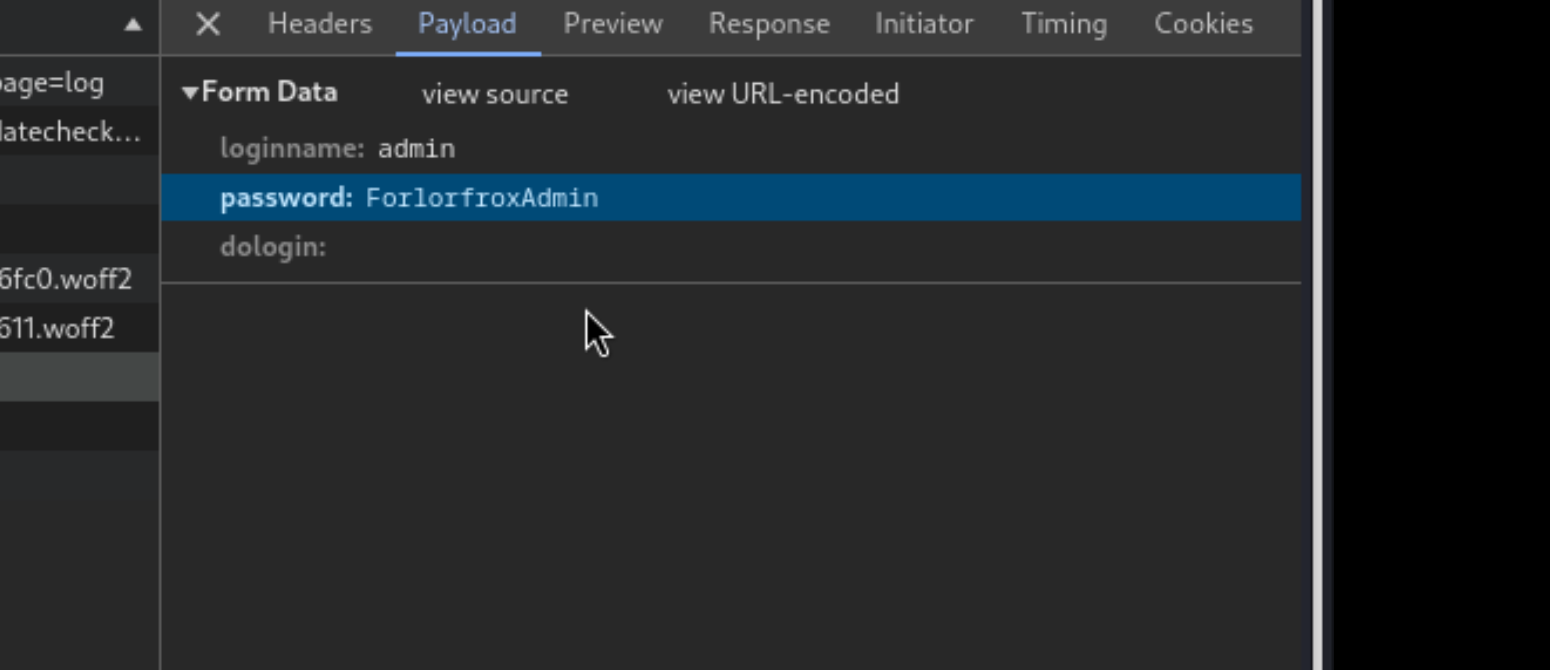 Headers Payload Preview Response Initiator Timing Cookies
page=log
latecheck…
6fc0.woff2
611.woff2
Form Data view source view URL-encoded
loginname: admin
password: ForlorfroxAdmin
dologin: